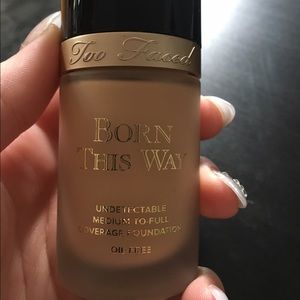 Too Faced
BORN
THIS WAY
UNDETECTABLE
MEDIUM-TO-FULL
COVERAGE FOUNDATION
OIL-FREE